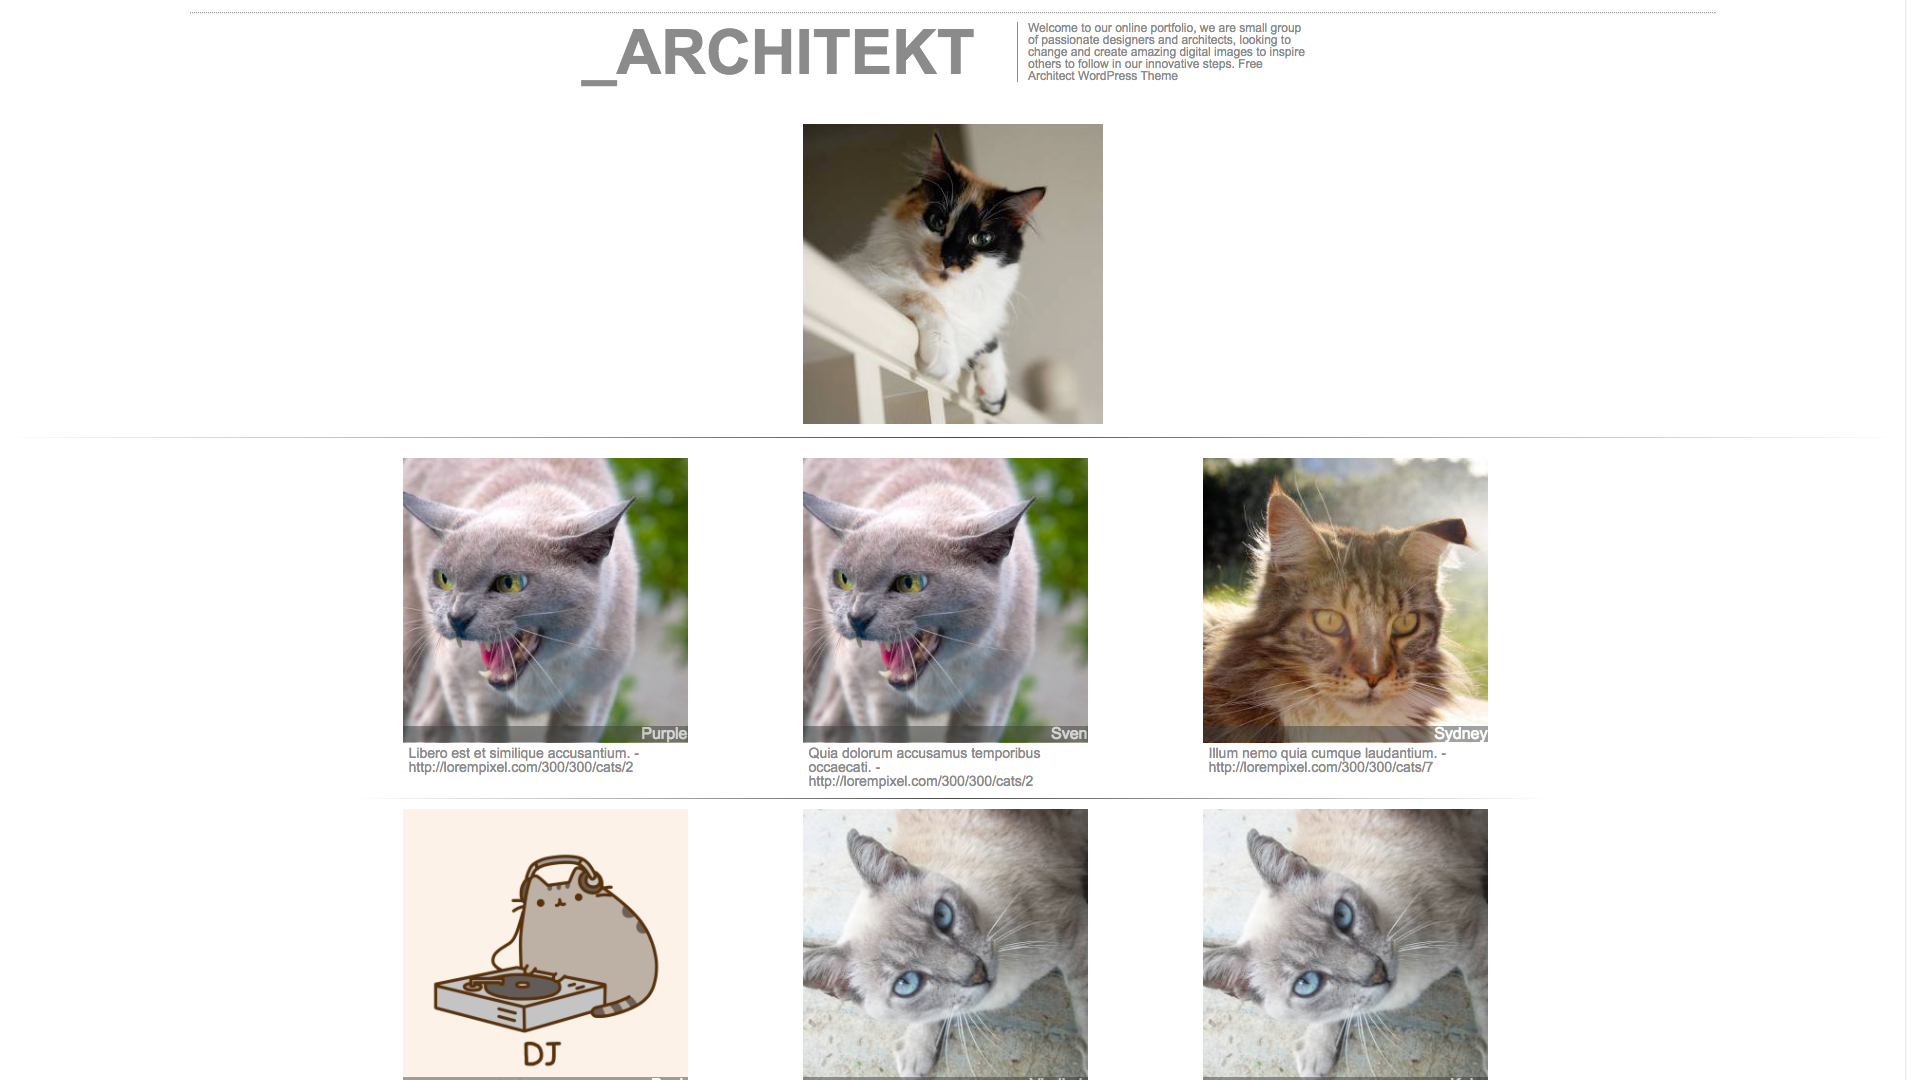 _ARCHITEKT
Welcome to our online portfolio, we are small group
of passionate designers and architects, looking to
change and create amazing digital images to inspire
others to follow in our innovative steps. Free
Architect WordPress Theme
Purple
Sven
Sydney
Libero est et similique accusantium. -
http://lorempixel.com/300/300/cats/2
Quia dolorum accusamus temporibus
occaecati. -
http://lorempixel.com/300/300/cats/2
Illum nemo quia cumque laudantium. -
http://lorempixel.com/300/300/cats/7
DJ